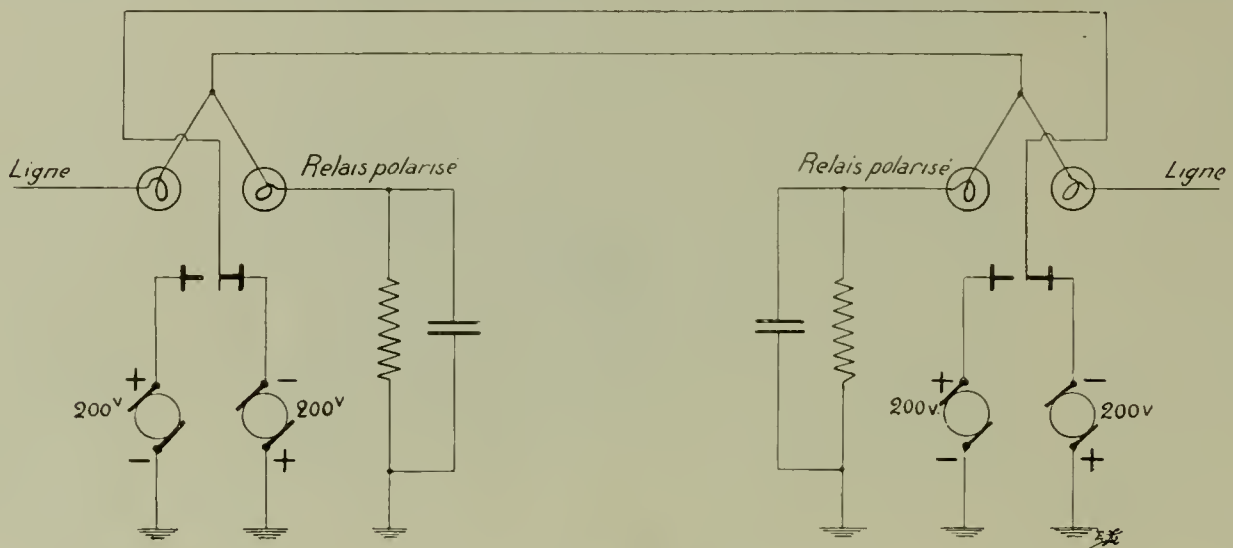 Ligne
Relais polarisé
Relais polarisé
Ligne
+
-
200v
200v
-
+
+
-
200v.
200v
-
+